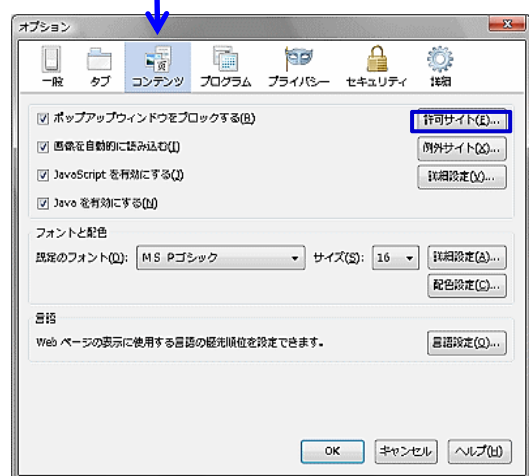 オプション
一般 タブ コンテンツ プログラム プライバシー セキュリティ 詳細
ポップアップウィンドウをブロックする(B) 許可サイト(E)...
画像を自動的に読み込む(I) 例外サイト(X)...
JavaScript を有効にする(J) 詳細設定(V)...
Java を有効にする(N)
フォントと配色
既定のフォント(D): MS Pゴシック サイズ(S): 16 詳細設定(A)...
配色設定(C)...
言語
Web ページの表示に使用する言語の優先順位を設定できます。 言語設定(O)...
OK キャンセル ヘルプ(H)